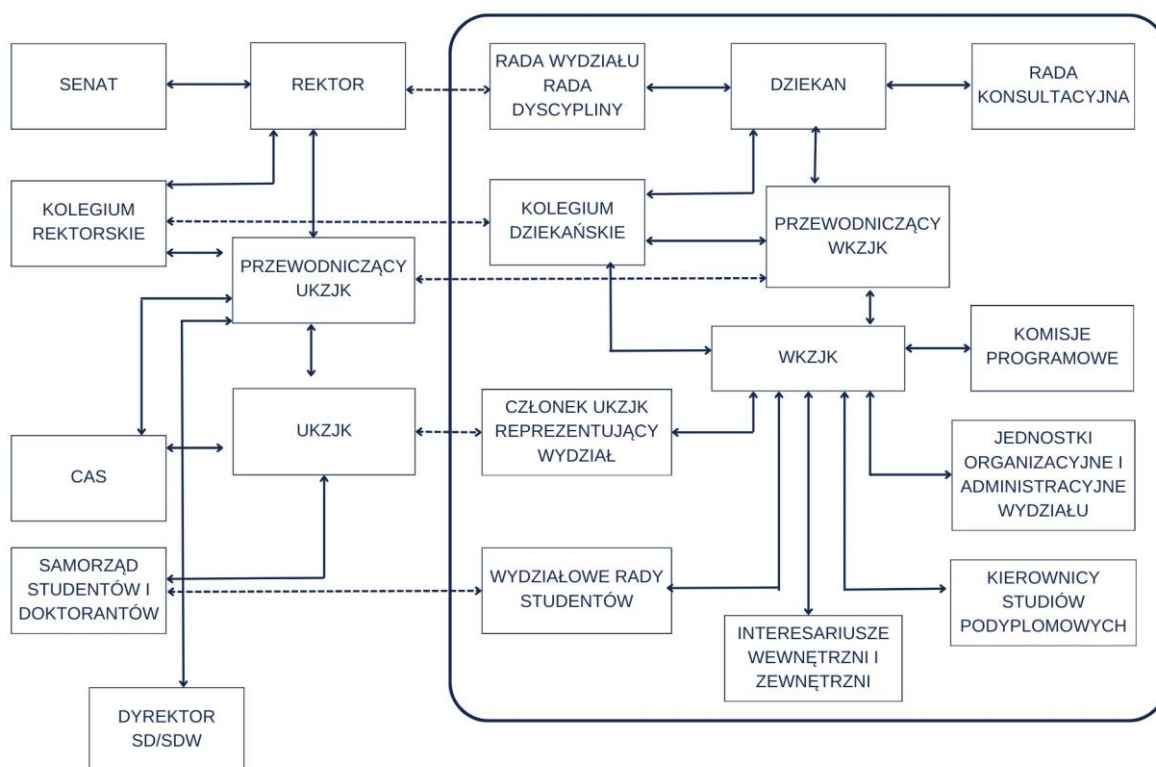 SENAT
REKTOR
RADA WYDZIAŁU
RADA
DYSCYPLINY
DZIEKAN
RADA
KONSULTACYJNA
KOLEGIUM
REKTORSKIE
KOLEGIUM
DZIEKAŃSKIE
PRZEWODNICZĄCY
WKZJK
PRZEWODNICZĄCY
UKZJK
WKZJK
KOMISJE
PROGRAMOWE
UKZJK
CZŁONEK UKZJK
REPREZENTUJĄCY
WYDZIAŁ
CAS
JEDNOSTKI
ORGANIZACYJNE I
ADMINISTRACYJNE
WYDZIAŁU
SAMORZĄD
STUDENTÓW I
DOKTORANTÓW
WYDZIAŁOWE RADY
STUDENTÓW
KIEROWNICY
STUDIÓW
PODYPLOMOWYCH
INTERESARIUSZE
WEWNĘTRZNI I
ZEWNĘTRZNI
DYREKTOR
SD/SDW